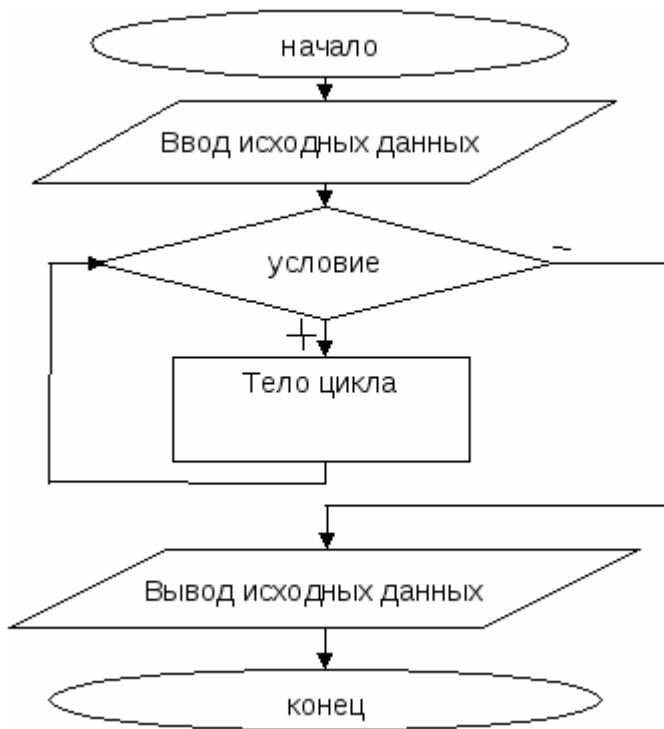 начало
Ввод исходных данных
условие
-
+
Тело цикла
Вывод исходных данных
конец